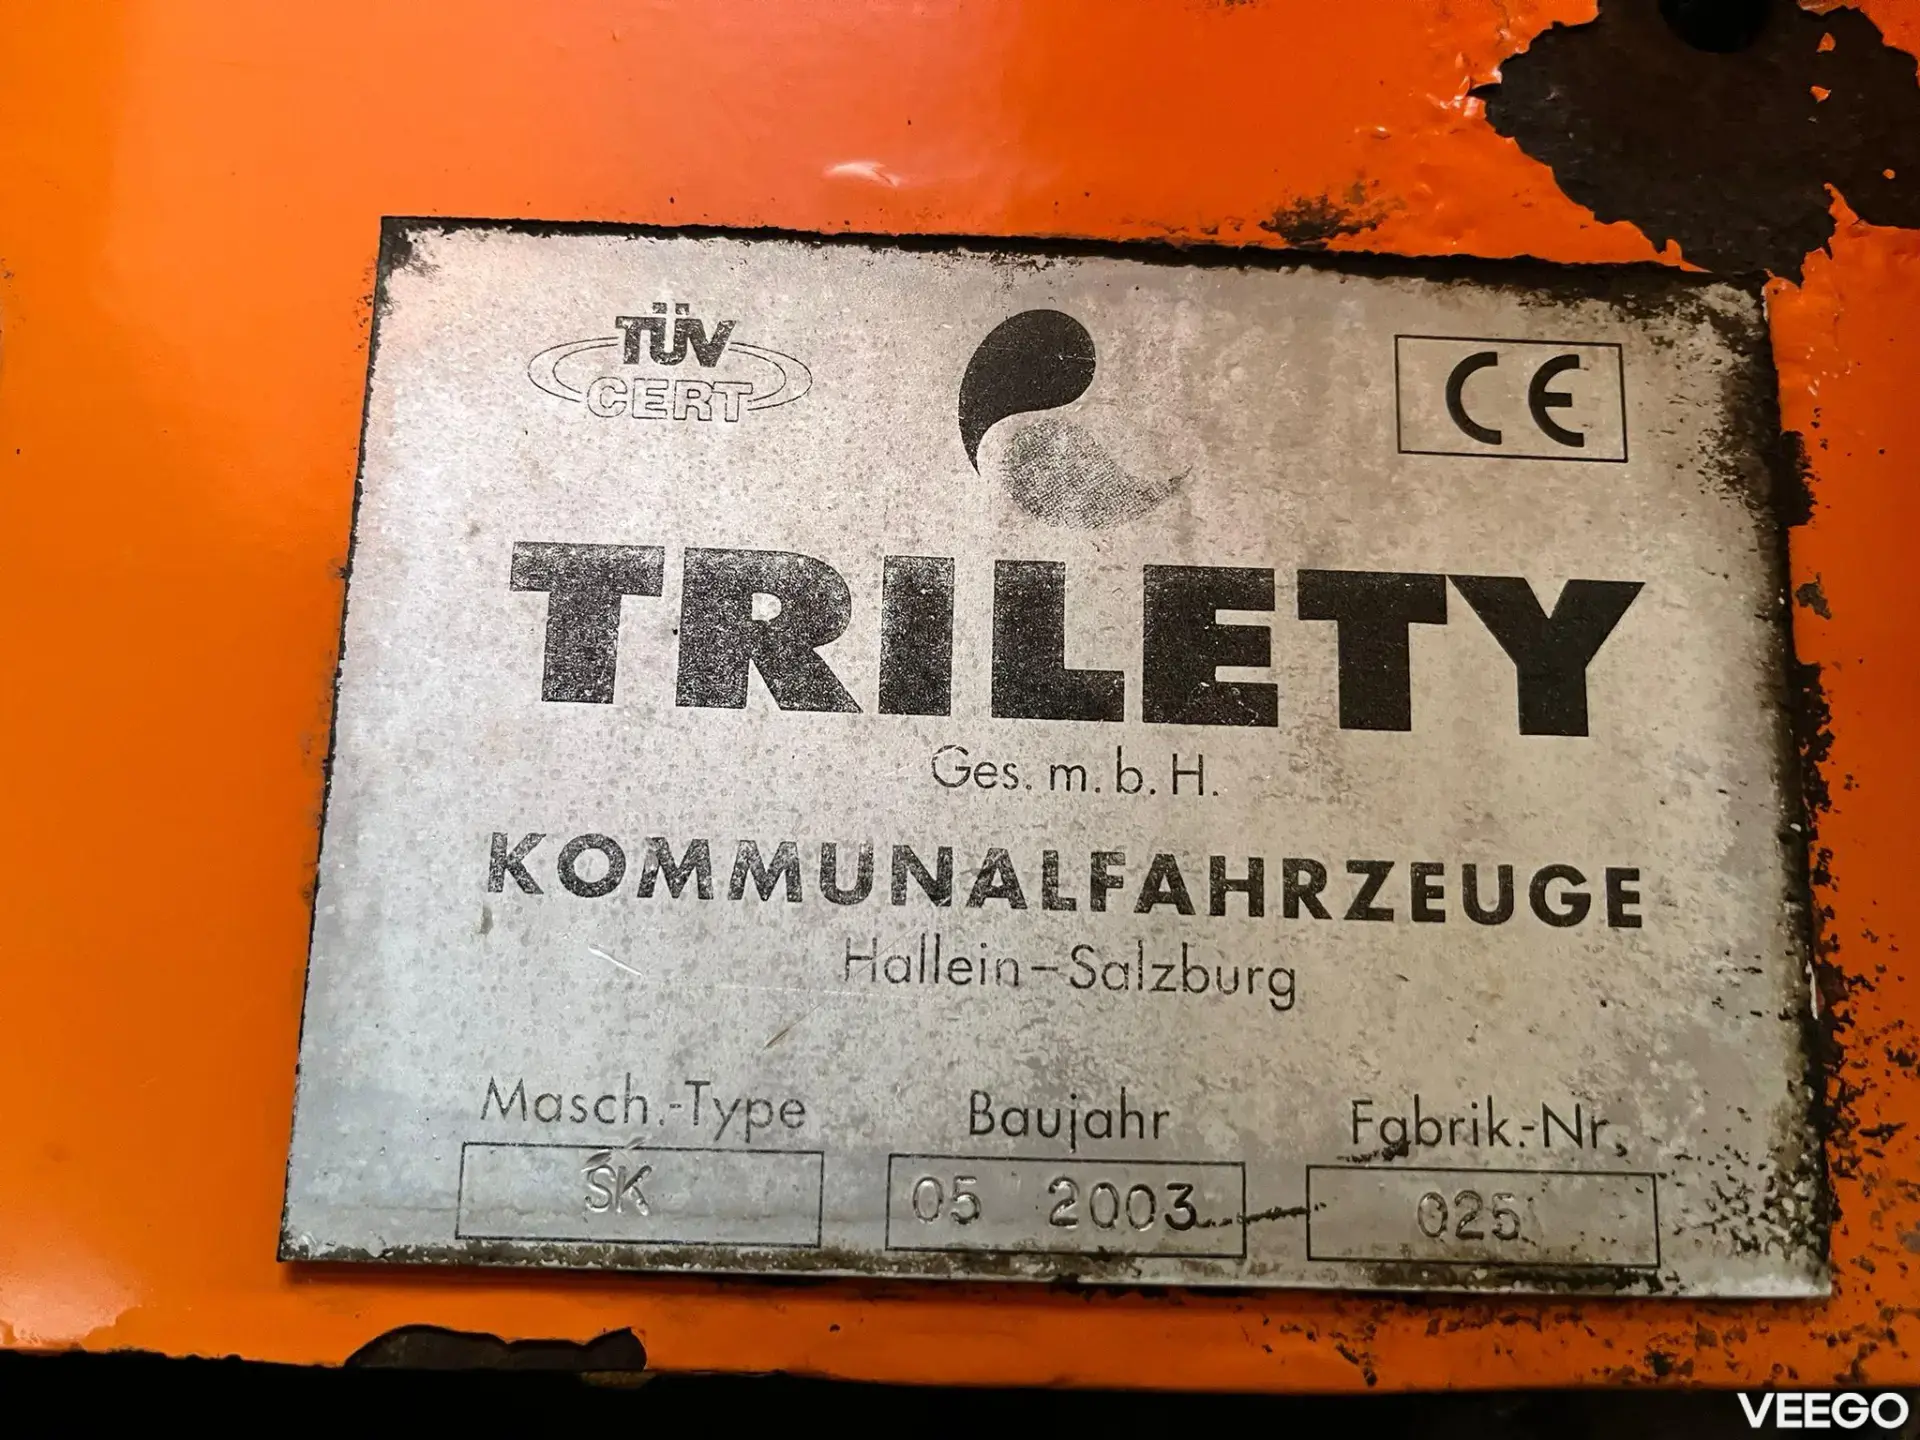 TÜV
CERT
CE
TRILETY
Ges. m. b. H.
KOMMUNALFAHRZEUGE
Hallein-Salzburg
Masch.-Type Baujahr Fabrik.-Nr.
SK 05 2003 025
VEEGO